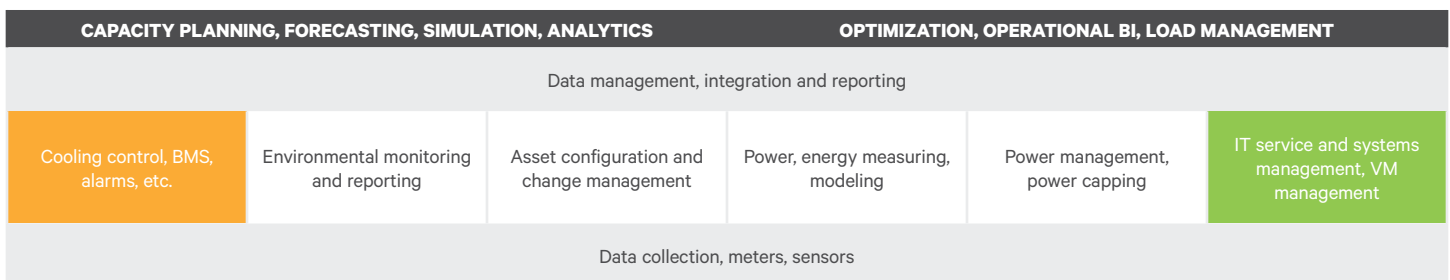 CAPACITY PLANNING, FORECASTING, SIMULATION, ANALYTICS
OPTIMIZATION, OPERATIONAL BI, LOAD MANAGEMENT
Data management, integration and reporting
Cooling control, BMS,
alarms, etc.
Environmental monitoring
and reporting
Asset configuration and
change management
Power, energy measuring,
modeling
Power management,
power capping
IT service and systems
management, VM
management
Data collection, meters, sensors